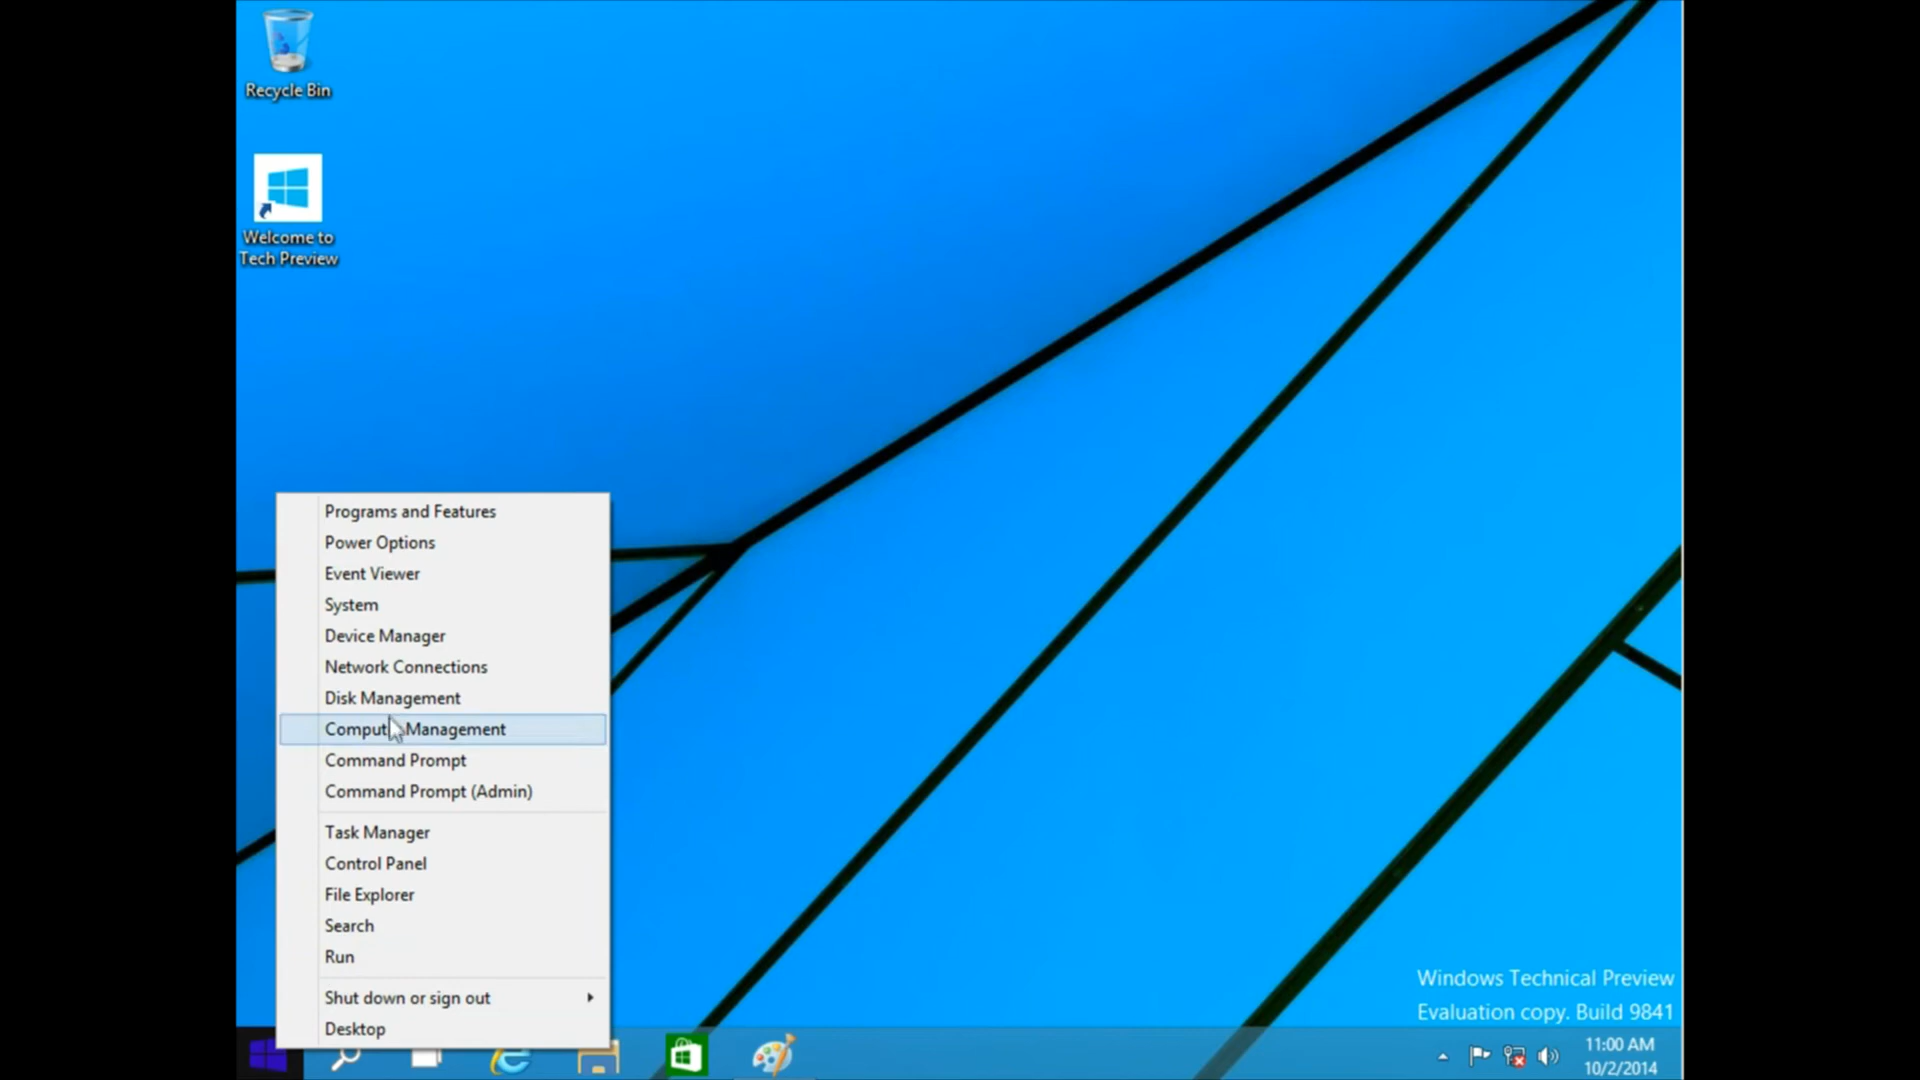 Recycle Bin
Welcome to
Tech Preview
Programs and Features
Power Options
Event Viewer
System
Device Manager
Network Connections
Disk Management
Computer Management
Command Prompt
Command Prompt (Admin)
Task Manager
Control Panel
File Explorer
Search
Run
Shut down or sign out
Desktop
Windows Technical Preview
Evaluation copy. Build 9841
11:00 AM
10/2/2014